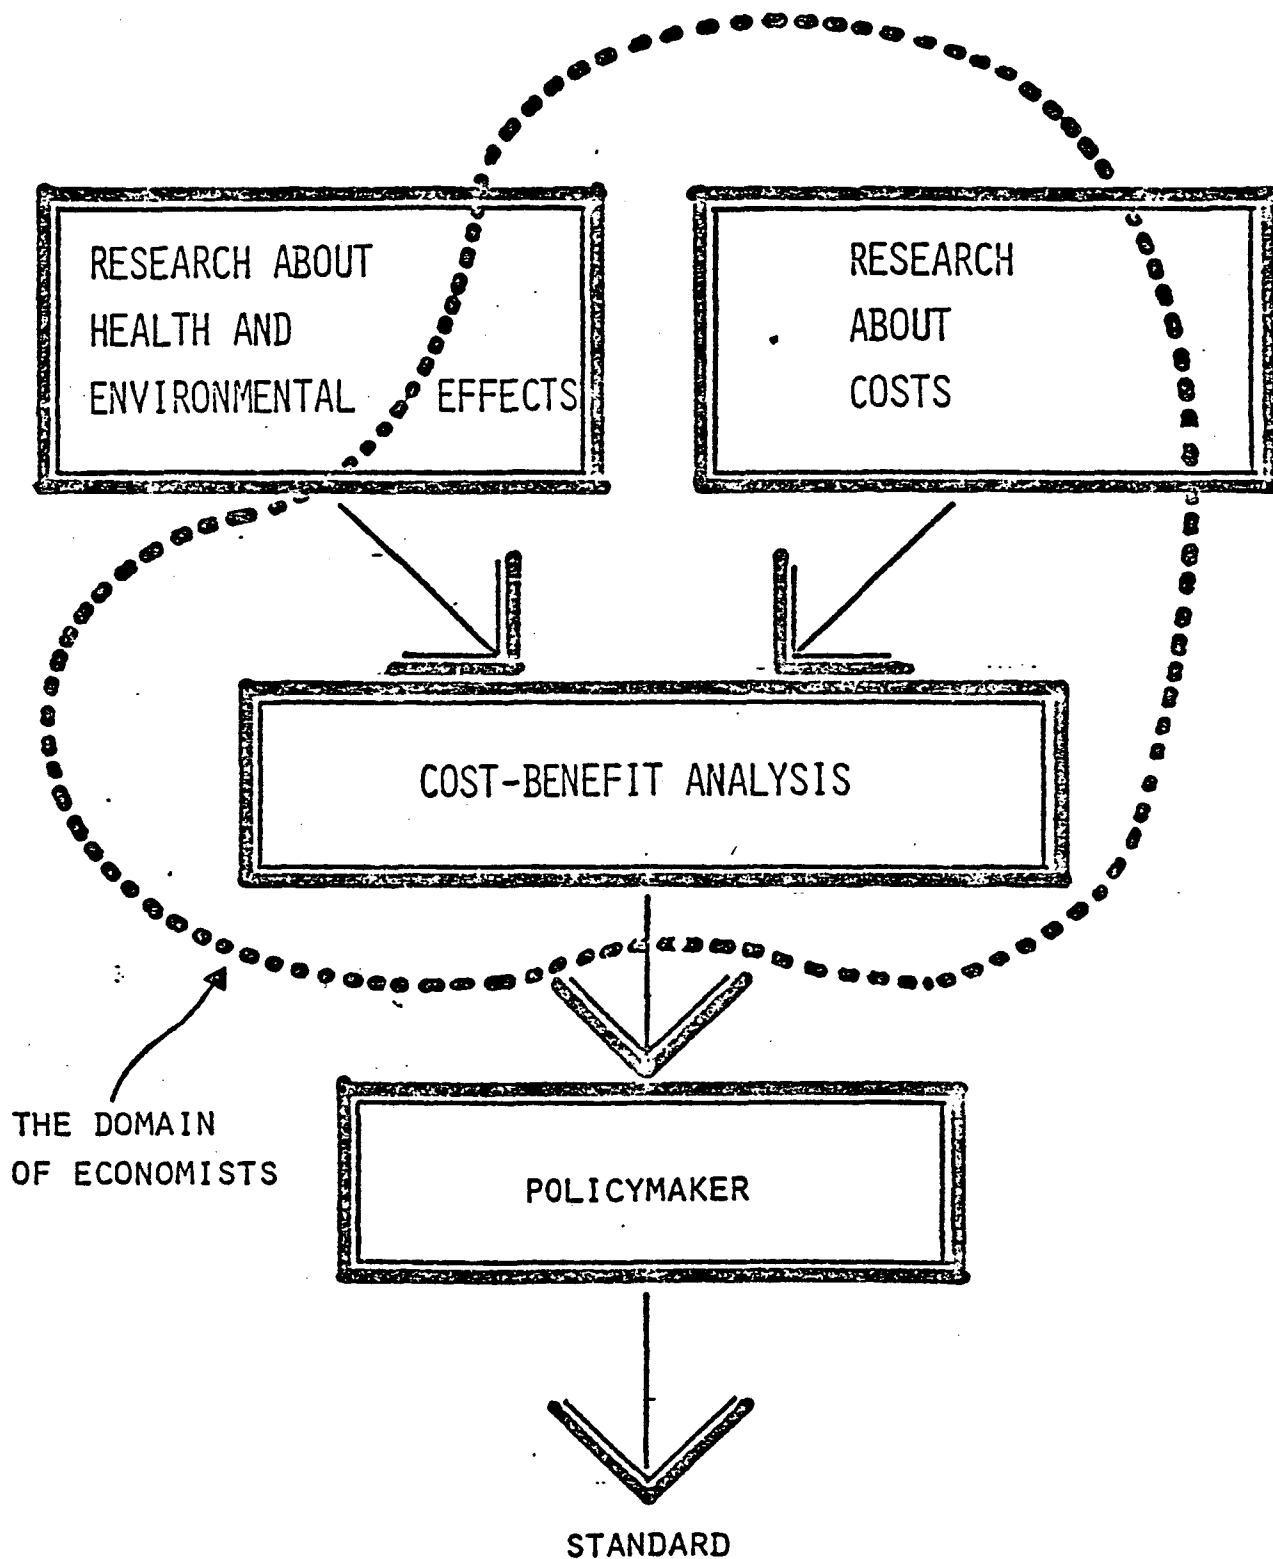 RESEARCH ABOUT
HEALTH AND
ENVIRONMENTAL EFFECTS
RESEARCH
ABOUT
COSTS
COST-BENEFIT ANALYSIS
THE DOMAIN
OF ECONOMISTS
POLICYMAKER
STANDARD